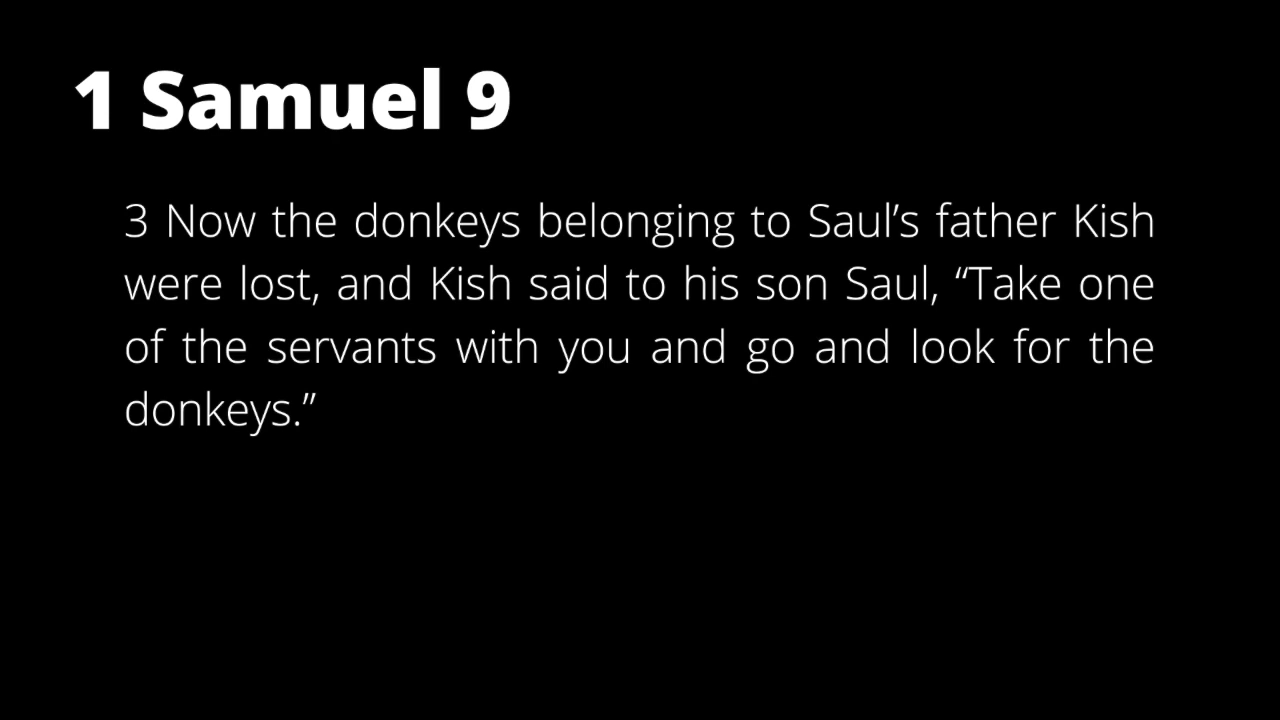 1 Samuel 9
3 Now the donkeys belonging to Saul’s father Kish
were lost, and Kish said to his son Saul, “Take one
of the servants with you and go and look for the
donkeys.”